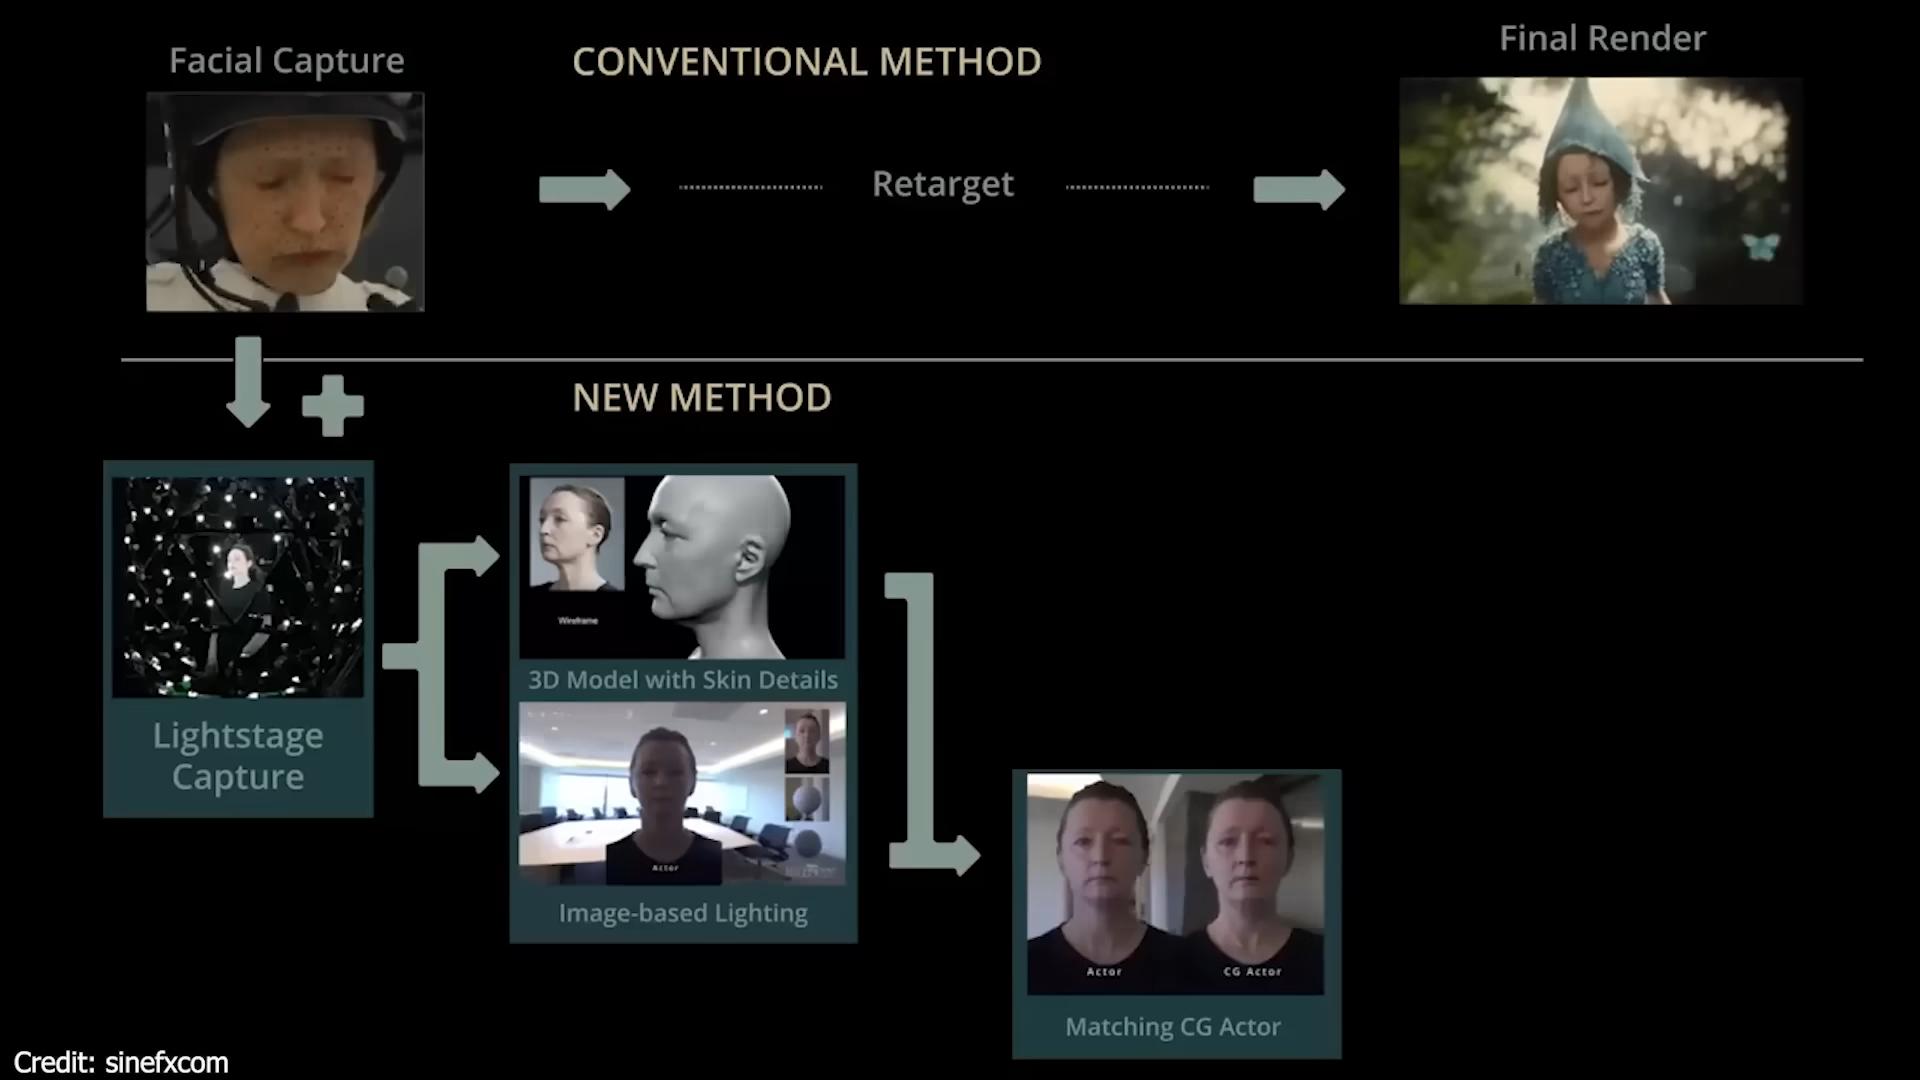 Facial Capture
CONVENTIONAL METHOD
Final Render
Retarget
NEW METHOD
Wireframe
3D Model with Skin Details
Lightstage
Capture
Actor
Image-based Lighting
Actor
CG Actor
Matching CG Actor
Credit: sinefxcom